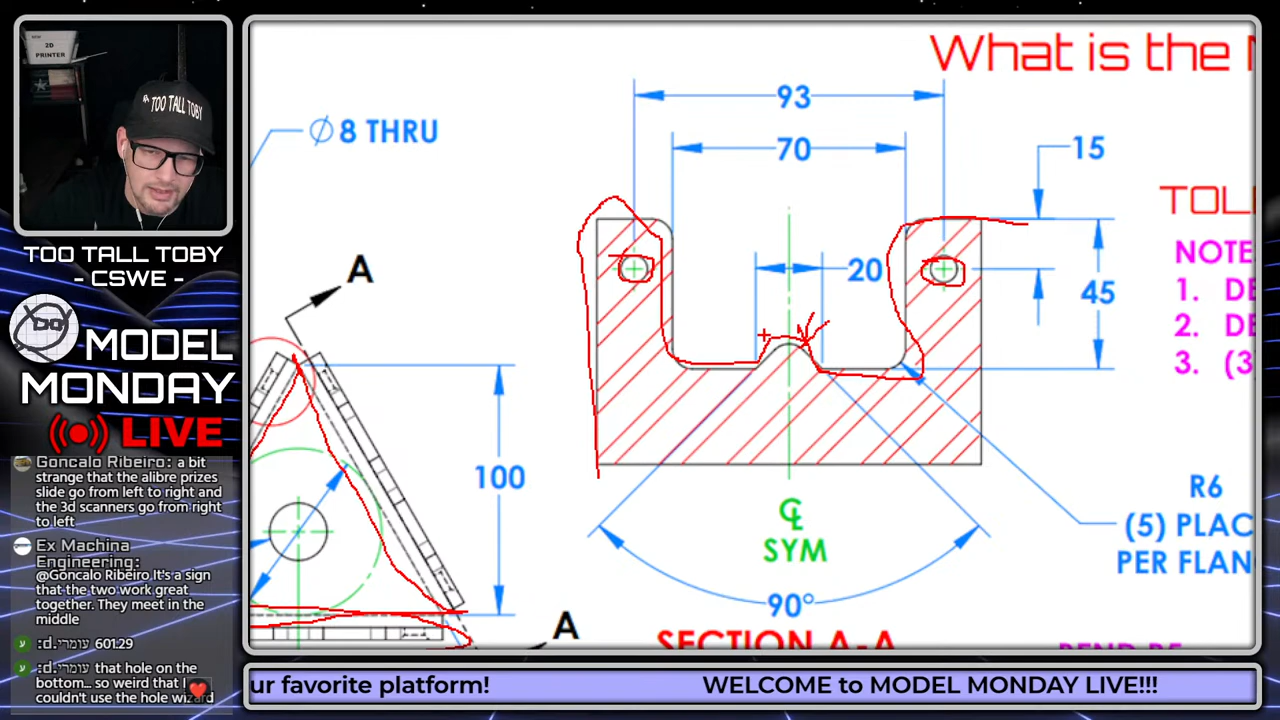 NEW
2D
PRINTER
TOO TALL TOBY
TOO TALL TOBY
- CSWE -
MODEL
MONDAY
LIVE
Goncalo Ribeiro: a bit
strange that the alibre prizes
slide go from left to right and
the 3d scanners go from right
to left
Ex Machina
Engineering:
@Goncalo Ribeiro It's a sign
that the two work great
together. They meet in the
middle
עומרי d: 601.29
עומרי d: that hole on the
bottom... so weird that I
couldn't use the hole wizard
What is the
93
∅ 8 THRU
70
15
TOL
20
NOTE
1. DE
45
2. DE
3. (3
A
100
R6
(5) PLAC
PER FLAN
℄
SYM
90°
A
SECTION A-A
ur favorite platform!
WELCOME to MODEL MONDAY LIVE!!!